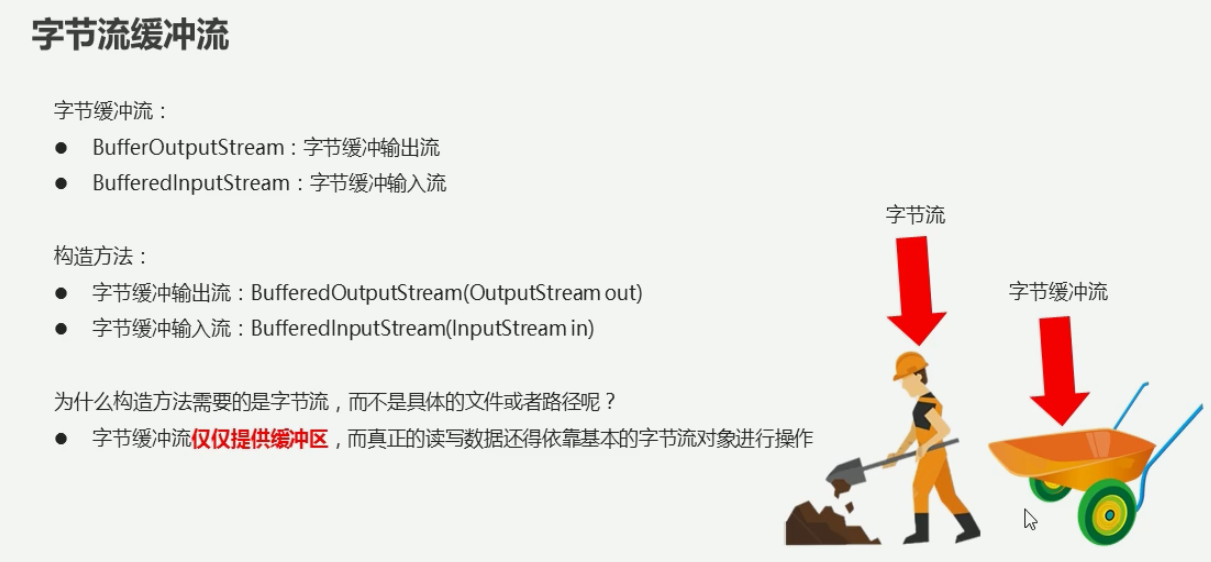 字节流缓冲流
字节缓冲流：
● BufferOutputStream：字节缓冲输出流
● BufferedInputStream：字节缓冲输入流
构造方法：
● 字节缓冲输出流：BufferedOutputStream(OutputStream out)
● 字节缓冲输入流：BufferedInputStream(InputStream in)
为什么构造方法需要的是字节流，而不是具体的文件或者路径呢？
● 字节缓冲流仅仅提供缓冲区，而真正的读写数据还得依靠基本的字节流对象进行操作
字节流
字节缓冲流